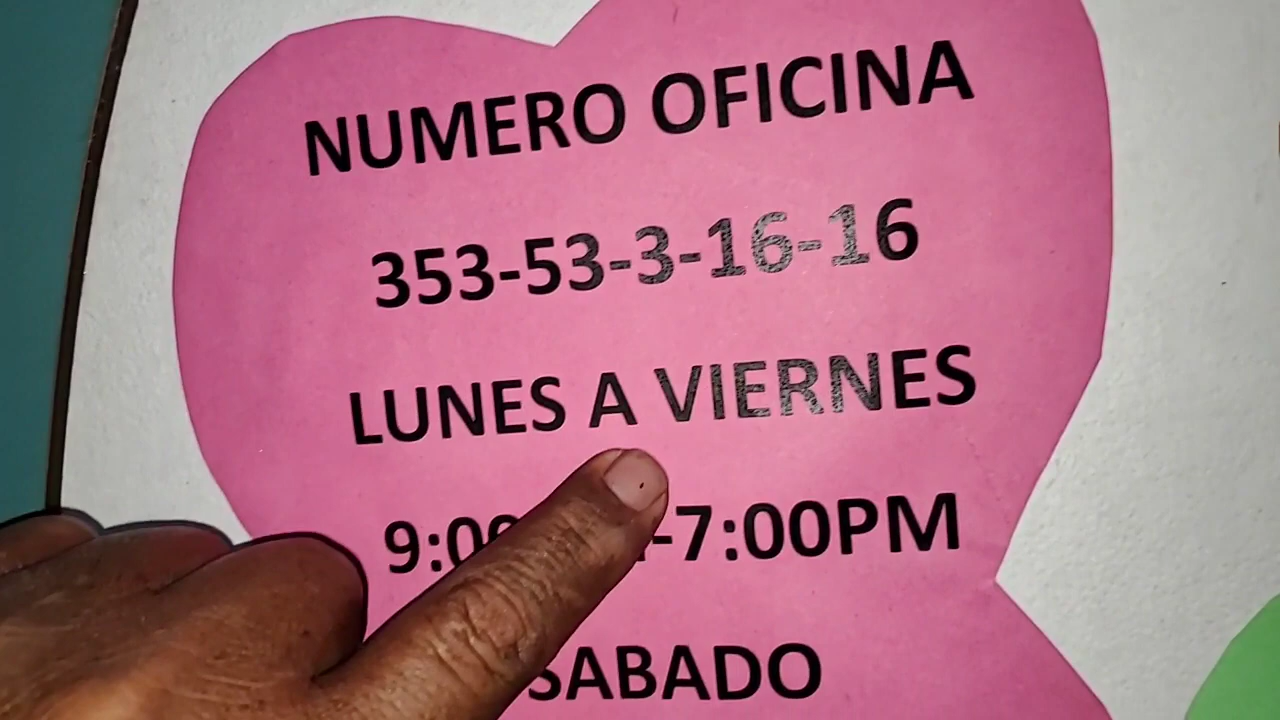 NUMERO OFICINA
353-53-3-16-16
LUNES A VIERNES
-7:00PM
SABADO